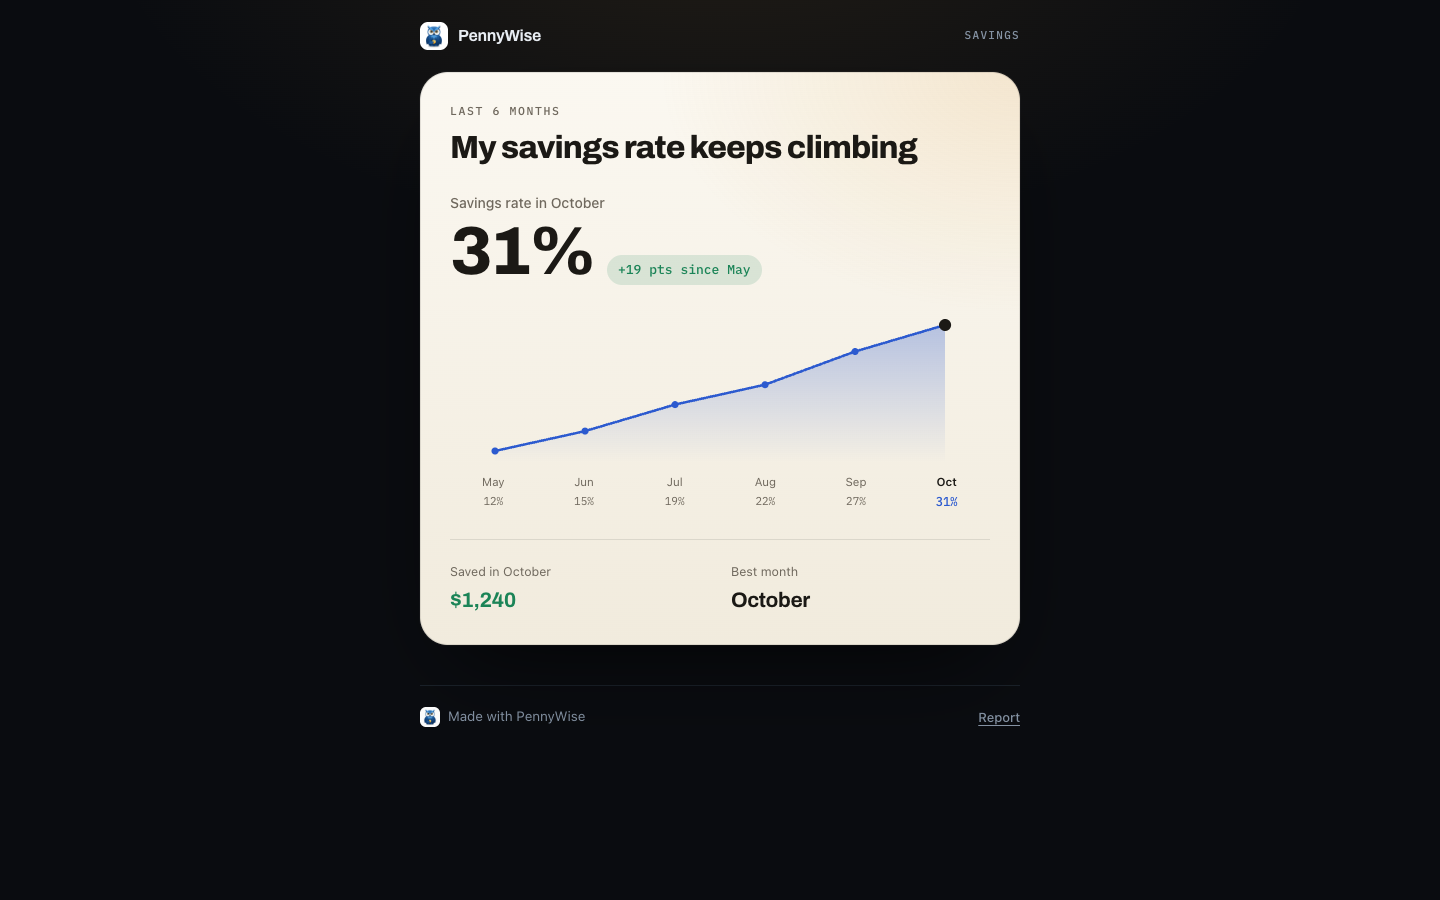 PennyWise
SAVINGS
LAST 6 MONTHS
My savings rate keeps climbing
Savings rate in October
31%
+19 pts since May
May Jun Jul Aug Sep Oct
12% 15% 19% 22% 27% 31%
Saved in October Best month
$1,240 October
Made with PennyWise
Report